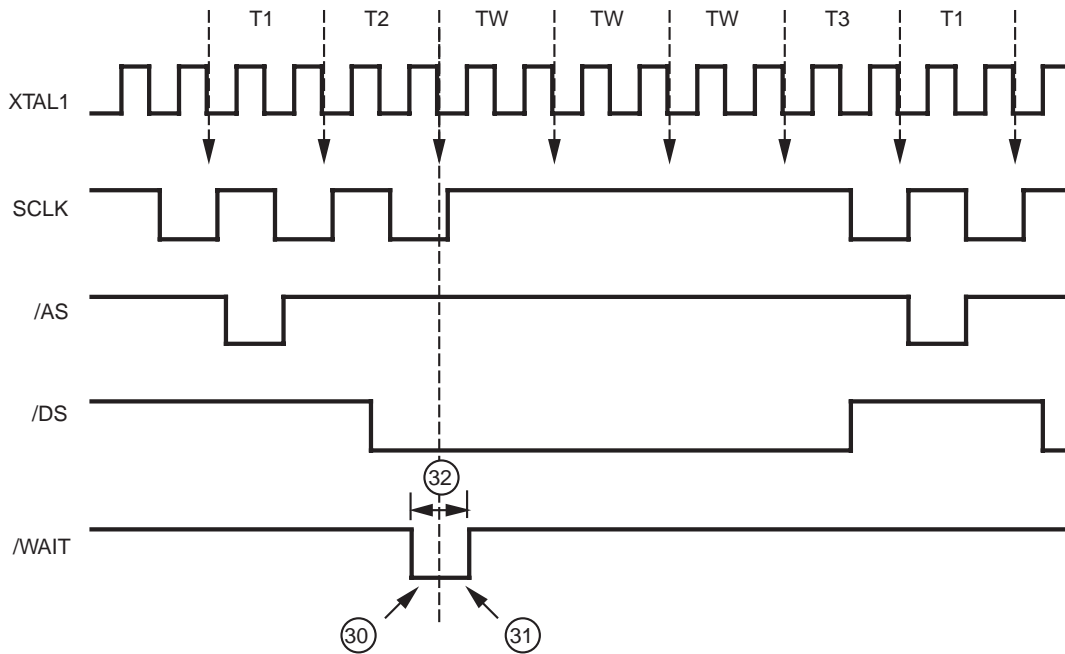 T1 T2 TW TW TW T3 T1
XTAL1
SCLK
/AS
/DS
32
/WAIT
30 31